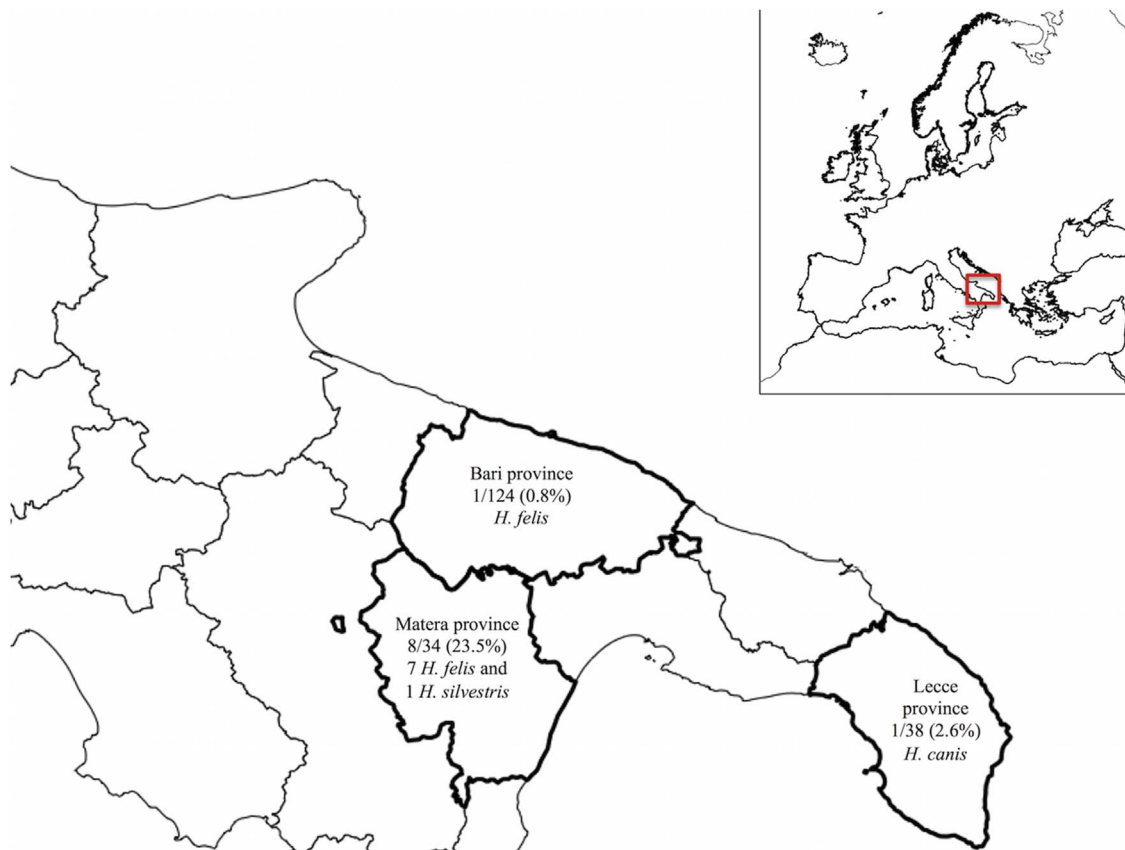 Bari province
1/124 (0.8%)
H. felis
Matera province
8/34 (23.5%)
7 H. felis and
1 H. silvestris
Lecce
province
1/38 (2.6%)
H. canis